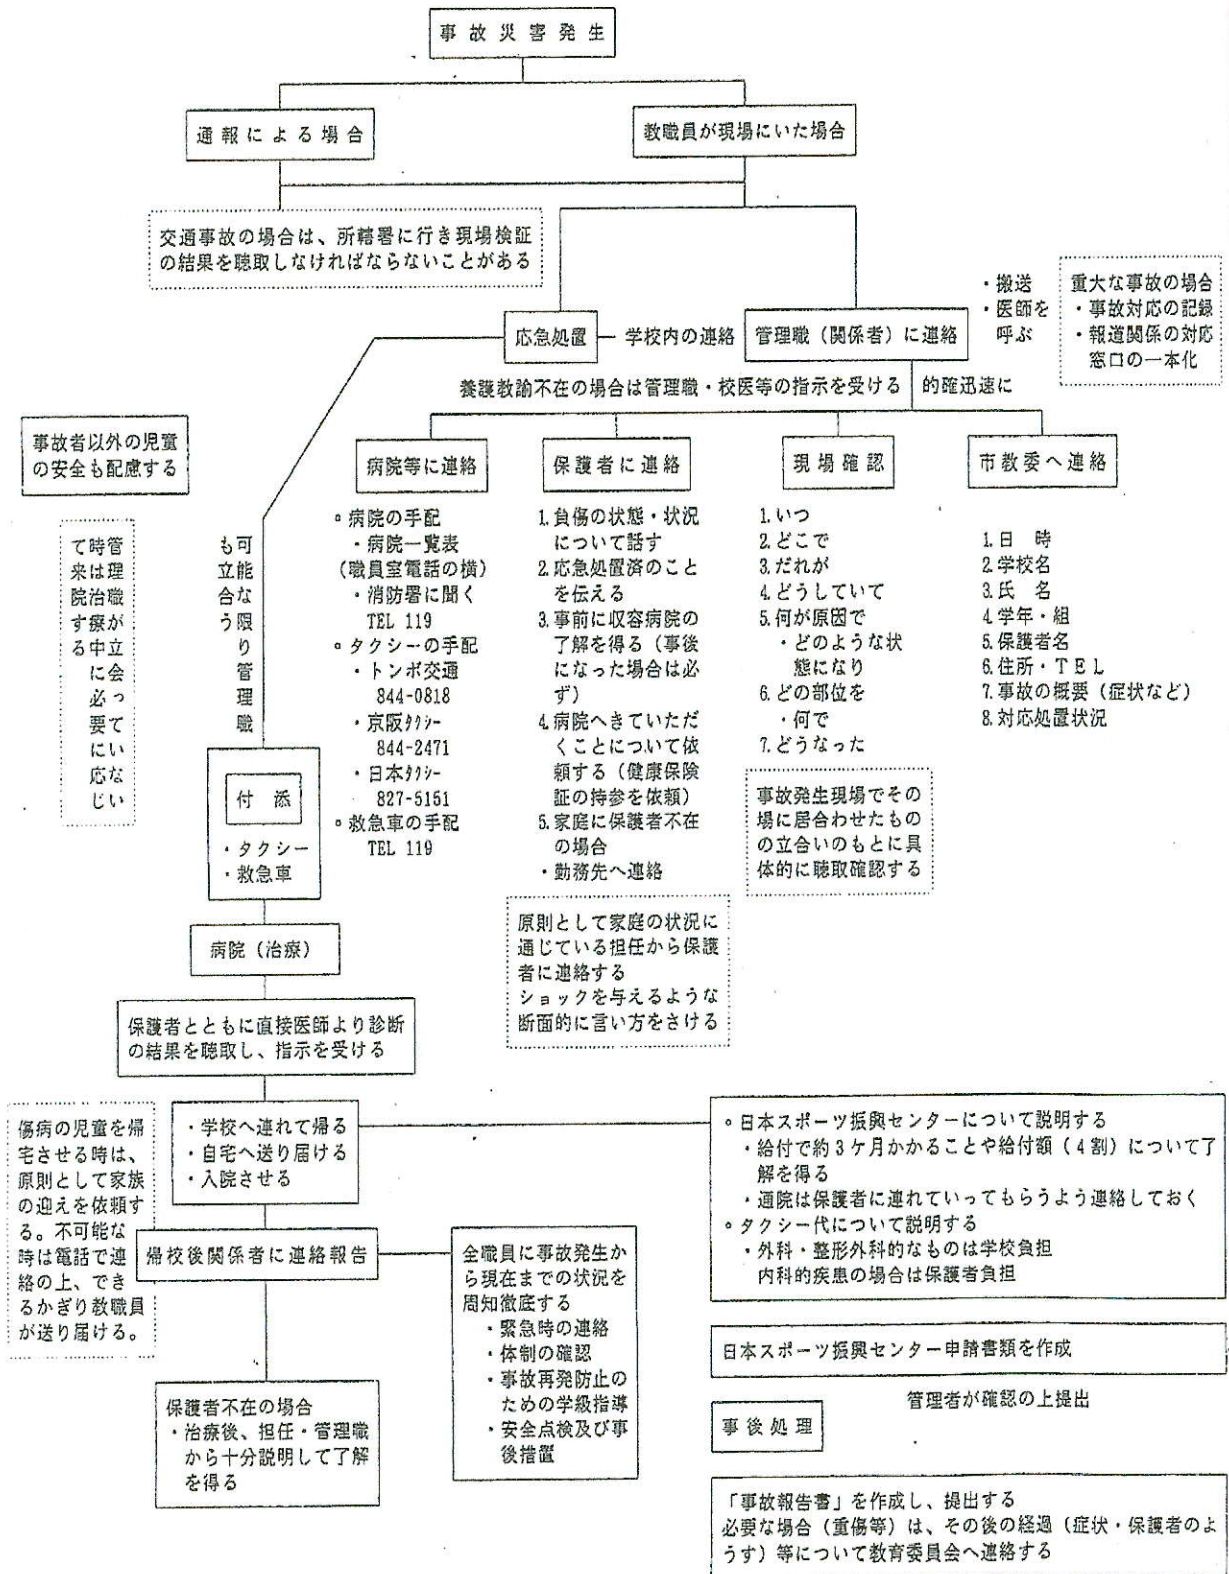 事故災害発生
通報による場合
教職員が現場にいた場合
交通事故の場合は、所轄署に行き現場検証
の結果を聴取しなければならないことがある
応急処置
学校内の連絡
管理職（関係者）に連絡
・搬送
・医師を
呼ぶ
重大な事故の場合
・事故対応の記録
・報道関係の対応
窓口の一本化
養護教諭不在の場合は管理職・校医等の指示を受ける
的確迅速に
事故者以外の児童
の安全も配慮する
病院等に連絡
保護者に連絡
現場確認
市教委へ連絡
可能な限り管理職
も立合う
管理職が立会っていない
時は治療中に必要に応じ
て来院する
。病院の手配
・病院一覧表
（職員室電話の横）
・消防署に聞く
TEL 119
。タクシーの手配
・トンボ交通
844-0818
・京阪タクシー
844-2471
・日本タクシー
827-5151
。救急車の手配
TEL 119
1.負傷の状態・状況
について話す
2.応急処置済のこと
を伝える
3.事前に収容病院の
了解を得る（事後
になった場合は必
ず）
4.病院へきていただ
くことについて依
頼する（健康保険
証の持参を依頼）
5.家庭に保護者不在
の場合
・勤務先へ連絡
原則として家庭の状況に
通じている担任から保護
者に連絡する
ショックを与えるような
断面的に言い方をさける
1.いつ
2.どこで
3.だれが
4.どうしていて
5.何が原因で
・どのような状
態になり
6.どの部位を
・何で
7.どうなった
事故発生現場でその
場に居合わせたもの
の立合いのもとに具
体的に聴取確認する
1.日　時
2.学校名
3.氏　名
4.学年・組
5.保護者名
6.住所・TEL
7.事故の概要（症状など）
8.対応処置状況
付添
・タクシー
・救急車
病院（治療）
保護者とともに直接医師より診断
の結果を聴取し、指示を受ける
傷病の児童を帰
宅させる時は、
原則として家族
の迎えを依頼す
る。不可能な
時は電話で連
絡の上、でき
るかぎり教職員
が送り届ける。
・学校へ連れて帰る
・自宅へ送り届ける
・入院させる
帰校後関係者に連絡報告
保護者不在の場合
・治療後、担任・管理職
から十分説明して了解
を得る
全職員に事故発生か
ら現在までの状況を
周知徹底する
・緊急時の連絡
・体制の確認
・事故再発防止の
ための学級指導
・安全点検及び事
後措置
。日本スポーツ振興センターについて説明する
・給付で約3ケ月かかることや給付額（4割）について了
解を得る
・通院は保護者に連れていってもらうよう連絡しておく
。タクシー代について説明する
・外科・整形外科的なものは学校負担
内科的疾患の場合は保護者負担
日本スポーツ振興センター申請書類を作成
管理者が確認の上提出
事後処理
「事故報告書」を作成し、提出する
必要な場合（重傷等）は、その後の経過（症状・保護者のよ
うす）等について教育委員会へ連絡する